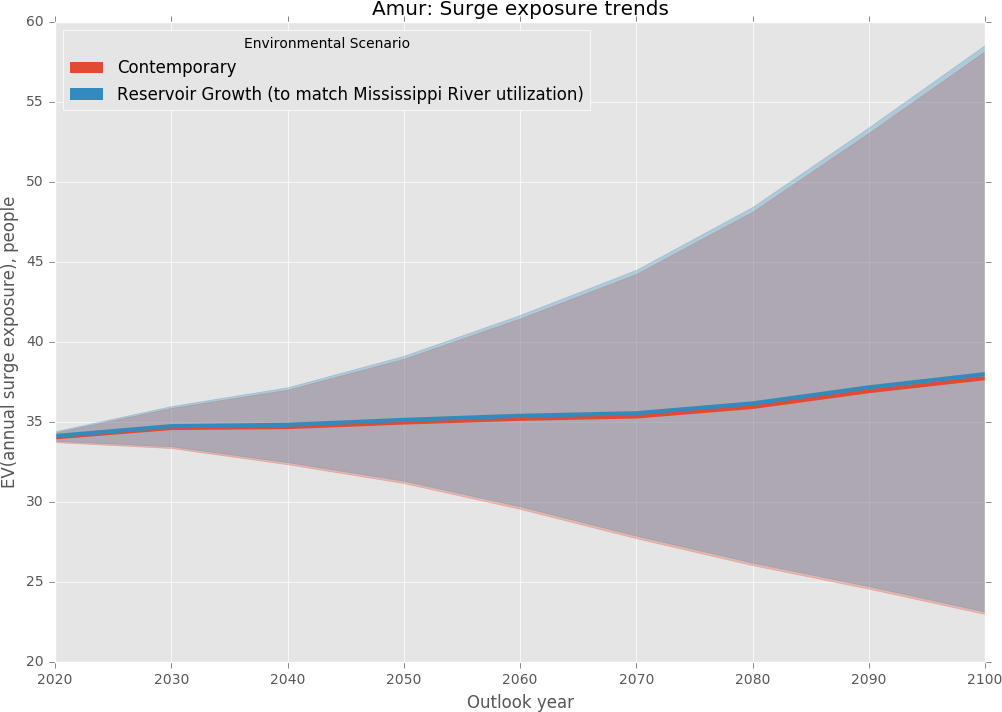 Amur: Surge exposure trends
Environmental Scenario
Contemporary
Reservoir Growth (to match Mississippi River utilization)
EV(annual surge exposure), people
60
55
50
45
40
35
30
25
20
2020 2030 2040 2050 2060 2070 2080 2090 2100
Outlook year